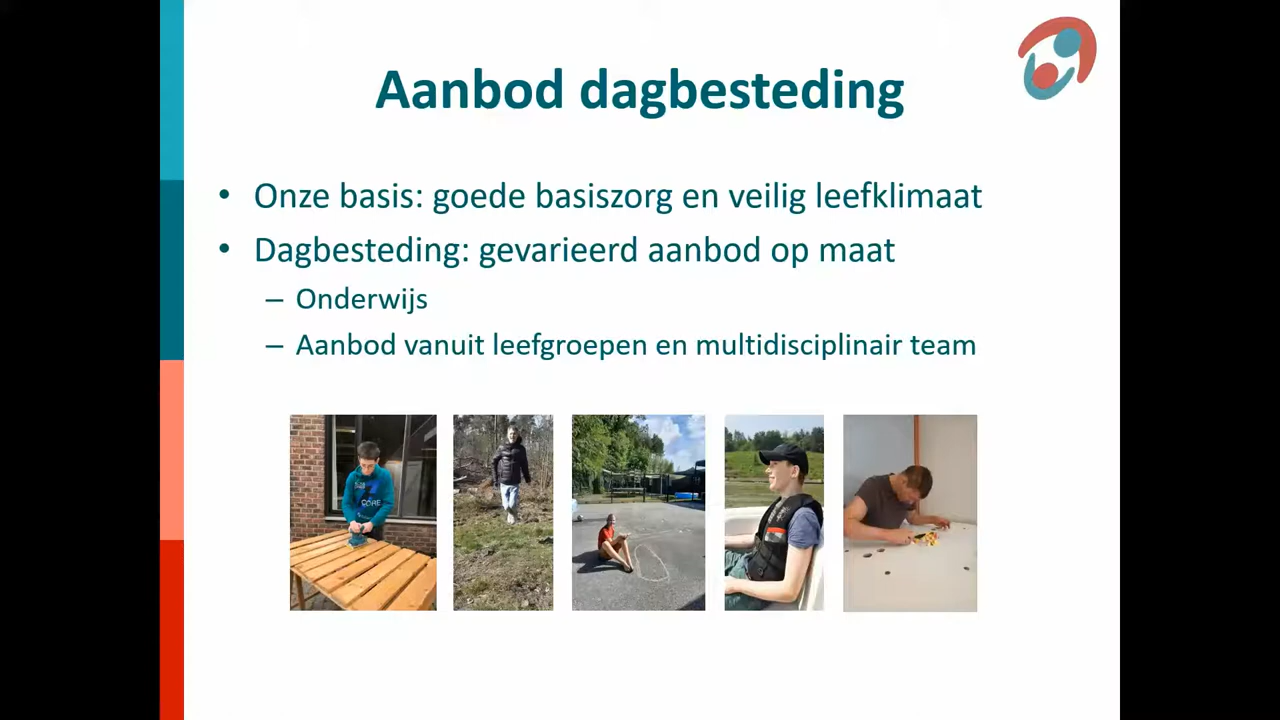 Aanbod dagbesteding
• Onze basis: goede basiszorg en veilig leefklimaat
• Dagbesteding: gevarieerd aanbod op maat
– Onderwijs
– Aanbod vanuit leefgroepen en multidisciplinair team
CORE